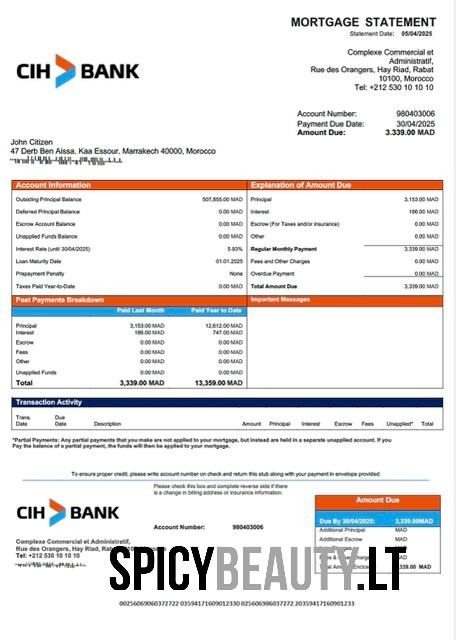 MORTGAGE STATEMENT
Statement Date: 05/04/2025
CIH BANK
Complexe Commercial et
Administratif,
Rue des Orangers, Hay Riad, Rabat
10100, Morocco
Tel: +212 530 10 10 10
Account Number: 980403006
Payment Due Date: 30/04/2025
Amount Due: 3.339.00 MAD
John Citizen
47 Derb Ben Aissa, Kaa Essour, Marrakech 40000, Morocco
Account Information
Outsiding Principal Balance 507,855.00 MAD
Deferred Principal Balance 0.00 MAD
Escrow Account Balance 0.00 MAD
Unapplied Funds Balance 0.00 MAD
Interest Rate (until 30/04/2025) 5.93%
Loan Maturity Date 01.01.2025
Prepayment Penalty None
Taxes Paid Year-to-Date 0.00 MAD
Explanation of Amount Due
Principal 3,153.00 MAD
Interest 186.00 MAD
Escrow (For Taxes and/or Insurance) 0.00 MAD
Other 0.00 MAD
Regular Monthly Payment 3,339.00 MAD
Fees and Other Charges 0.00 MAD
Overdue Payment 0.00 MAD
Total Amount Due 3,339.00 MAD
Past Payments Breakdown
Paid Last Month Paid Year to Date
Principal 3,153.00 MAD 12,612.00 MAD
Interest 186.00 MAD 747.00 MAD
Escrow 0.00 MAD 0.00 MAD
Fees 0.00 MAD 0.00 MAD
Other 0.00 MAD 0.00 MAD
Unapplied Funds 0.00 MAD 0.00 MAD
Total 3,339.00 MAD 13,359.00 MAD
Important Messages
Transaction Activity
Trans. Date Due Date Description Amount Principal Interest Escrow Fees Unapplied* Total
*Partial Payments: Any partial payments that you make are not applied to your mortgage, but instead are held in a separate unapplied account. If you
Pay the balance of a partial payment, the funds will then be applied to your mortgage.
To ensure proper credit, please write account number on check and return this stub along with your payment in envelope provided.
Please check this box and complete reverse side if there
is a change in billing address or insurance information.
CIH BANK
Account Number: 980403006
Complexe Commercial et Administratif,
Rue des Orangers, Hay Riad, Rabat
Tel: +212 530 10 10 10
Amount Due
Due By 30/04/2025: 3,339.00MAD
Additional Principal MAD
Additional Escrow MAD
MAD
Total Amount Enclosed 3,339.00 MAD
SPICYBEAUTY.LT
00256069060372722 03594171609012330 0256069060372722 20359417160901233